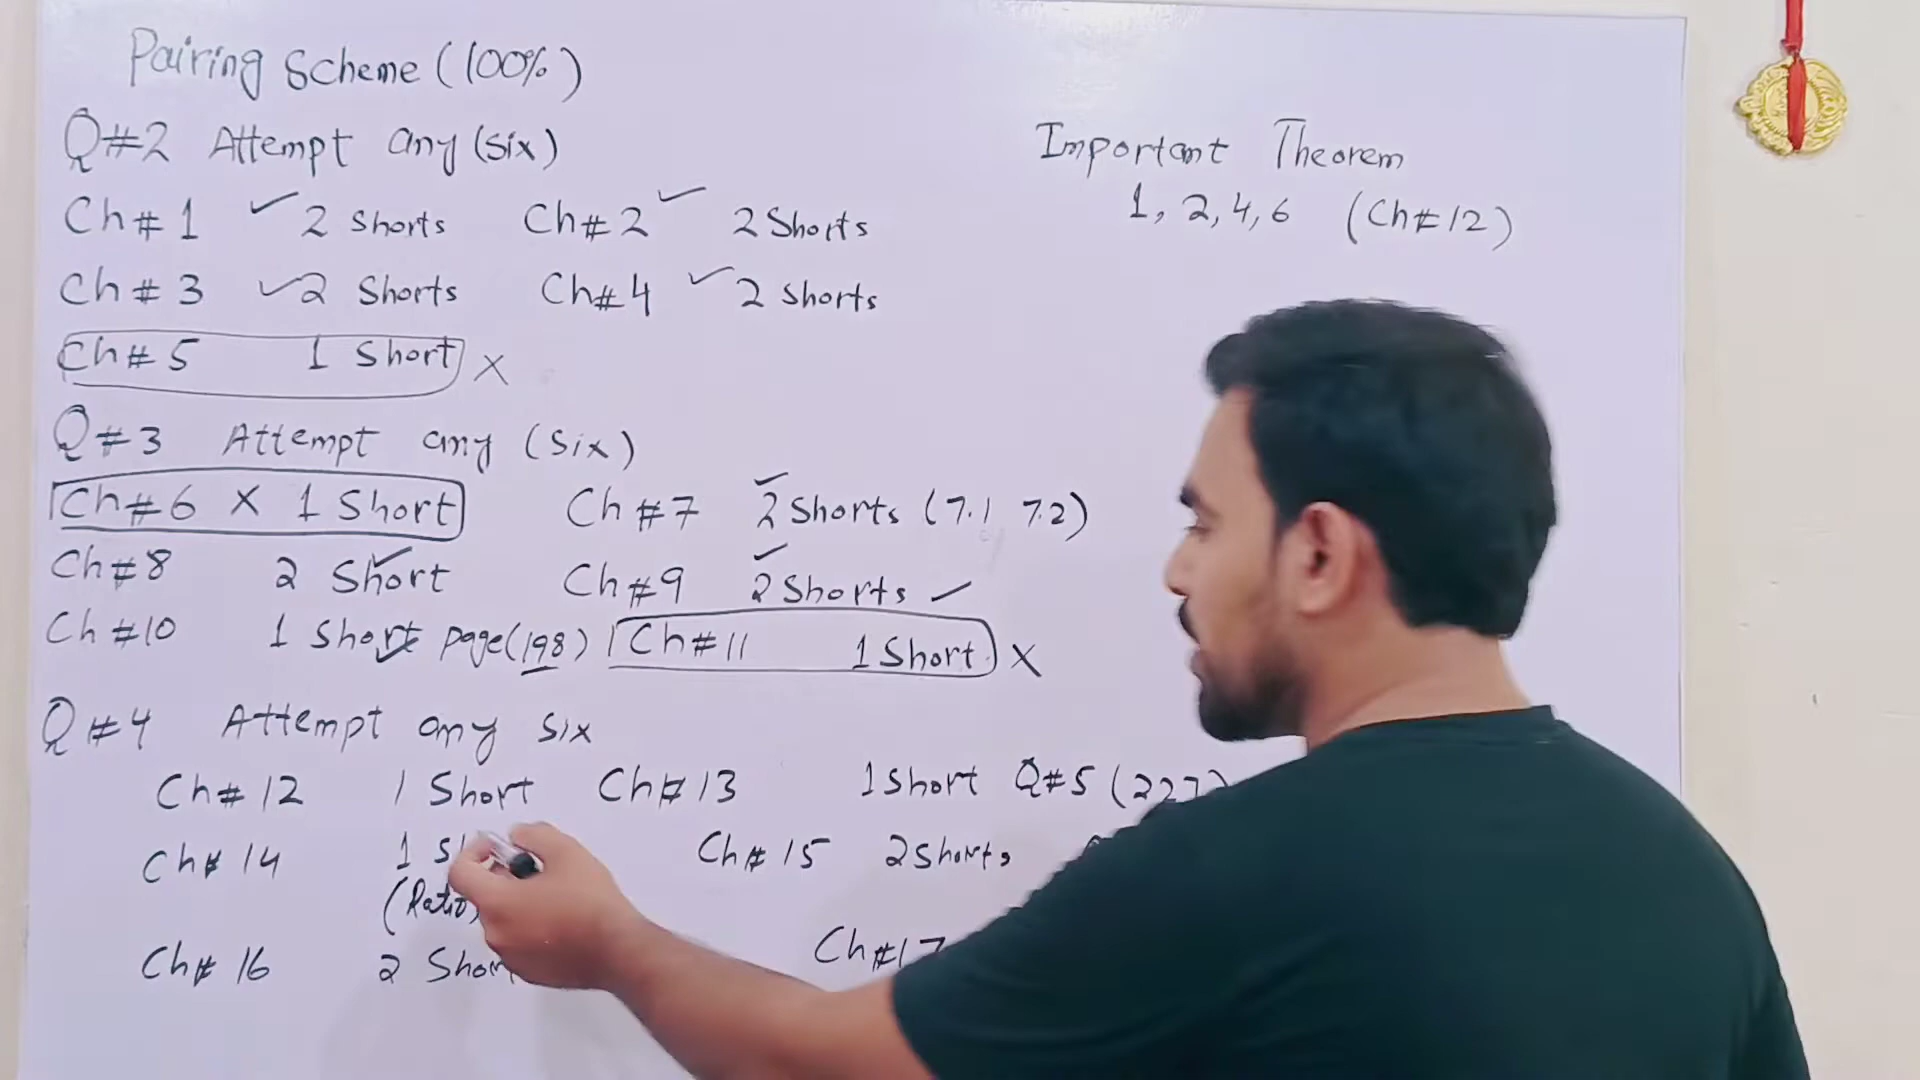 Pairing Scheme (100%)
Q#2 Attempt any (six)
Ch#1 ✓ 2 Shorts Ch#2 ✓ 2 Shorts
Ch#3 ✓ 2 Shorts Ch#4 ✓ 2 Shorts
Ch#5 1 Short X
Q#3 Attempt any (six)
Ch#6 X 1 Short Ch#7 2 Shorts (7.1 7.2)
Ch#8 2 Short Ch#9 2 Shorts ✓
Ch#10 1 Short page(198) Ch#11 1 Short X
Q#4 Attempt any six
Ch#12 1 Short Ch#13 1 short Q#5 (227)
Ch#14 1 Ch#15 2 shorts
(Ratio)
Ch#16 2 Ch#17
Important Theorem
1, 2, 4, 6 (Ch#12)